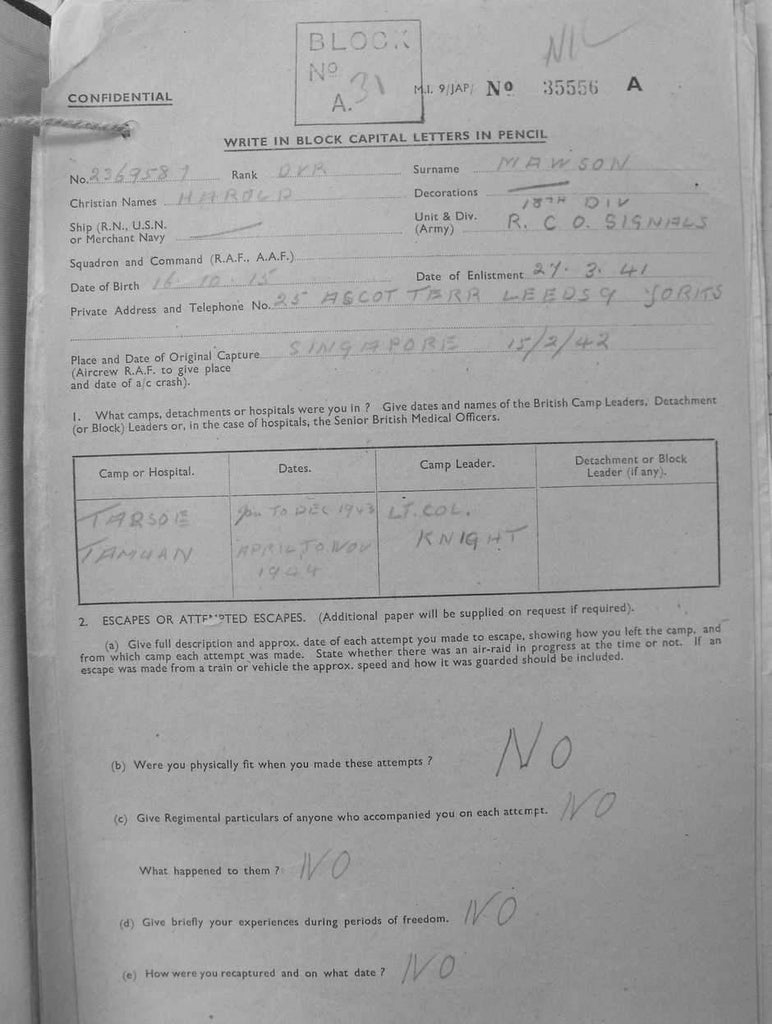 BLOCK
Nº
A. 31
NIL
CONFIDENTIAL
M.I. 9/JAP/ Nº 35556 A
WRITE IN BLOCK CAPITAL LETTERS IN PENCIL
No. 2369587 Rank DVR Surname MAWSON
Christian Names HAROLD Decorations
Ship (R.N., U.S.N. or Merchant Navy
18TH DIV
Unit & Div. (Army) R. C O. SIGNALS
Squadron and Command (R.A.F., A.A.F.)
Date of Birth 16.10.15 Date of Enlistment 27.3.41
Private Address and Telephone No. 25 ASCOT TERR LEEDS 9 YORKS
Place and Date of Original Capture SINGAPORE 15/2/42
(Aircrew R.A.F. to give place
and date of a/c crash).
1. What camps, detachments or hospitals were you in ? Give dates and names of the British Camp Leaders, Detachment
(or Block) Leaders or, in the case of hospitals, the Senior British Medical Officers.
Camp or Hospital. Dates. Camp Leader. Detachment or Block Leader (if any).
TARSOE TO DEC 1943 LT. COL.
TAMUAN APRIL TO NOV KNIGHT
1944
2. ESCAPES OR ATTEMPTED ESCAPES. (Additional paper will be supplied on request if required).
(a) Give full description and approx. date of each attempt you made to escape, showing how you left the camp, and
from which camp each attempt was made. State whether there was an air-raid in progress at the time or not. If an
escape was made from a train or vehicle the approx. speed and how it was guarded should be included.
(b) Were you physically fit when you made these attempts ? NO
(c) Give Regimental particulars of anyone who accompanied you on each attempt. NO
What happened to them ? NO
(d) Give briefly your experiences during periods of freedom. NO
(e) How were you recaptured and on what date ? NO